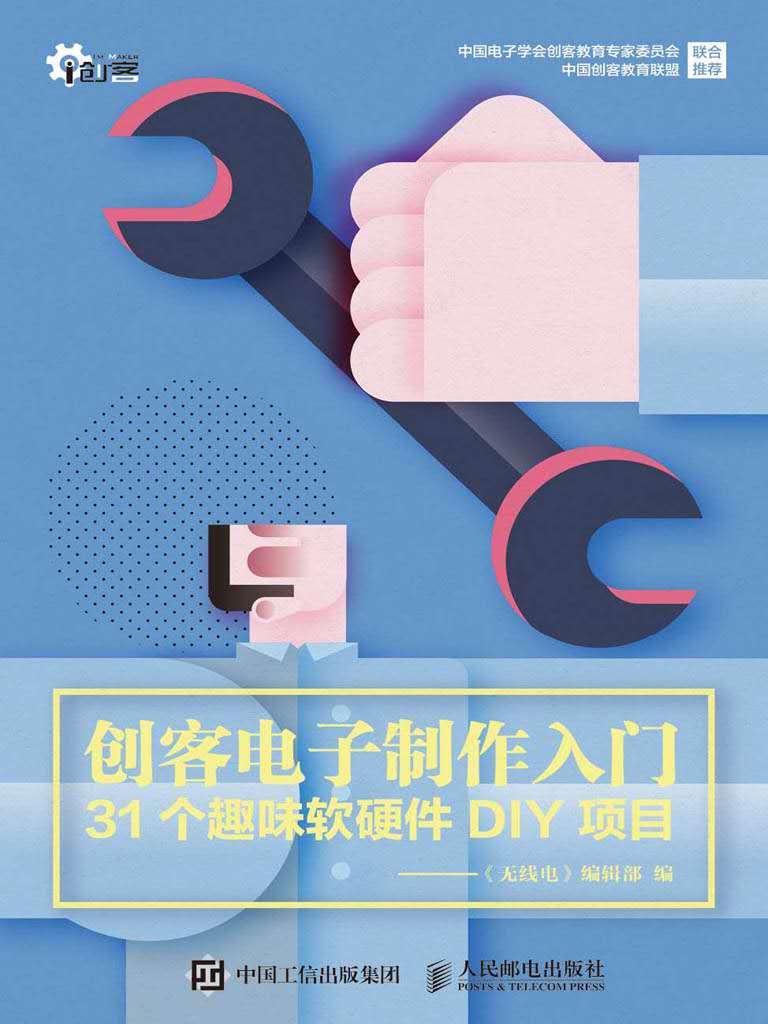 I'M MAKER
i创客
中国电子学会创客教育专家委员会
中国创客教育联盟
联合
推荐
创客电子制作入门
31 个趣味软硬件 DIY 项目
——《无线电》编辑部 编
中国工信出版集团
人民邮电出版社
POSTS & TELECOM PRESS